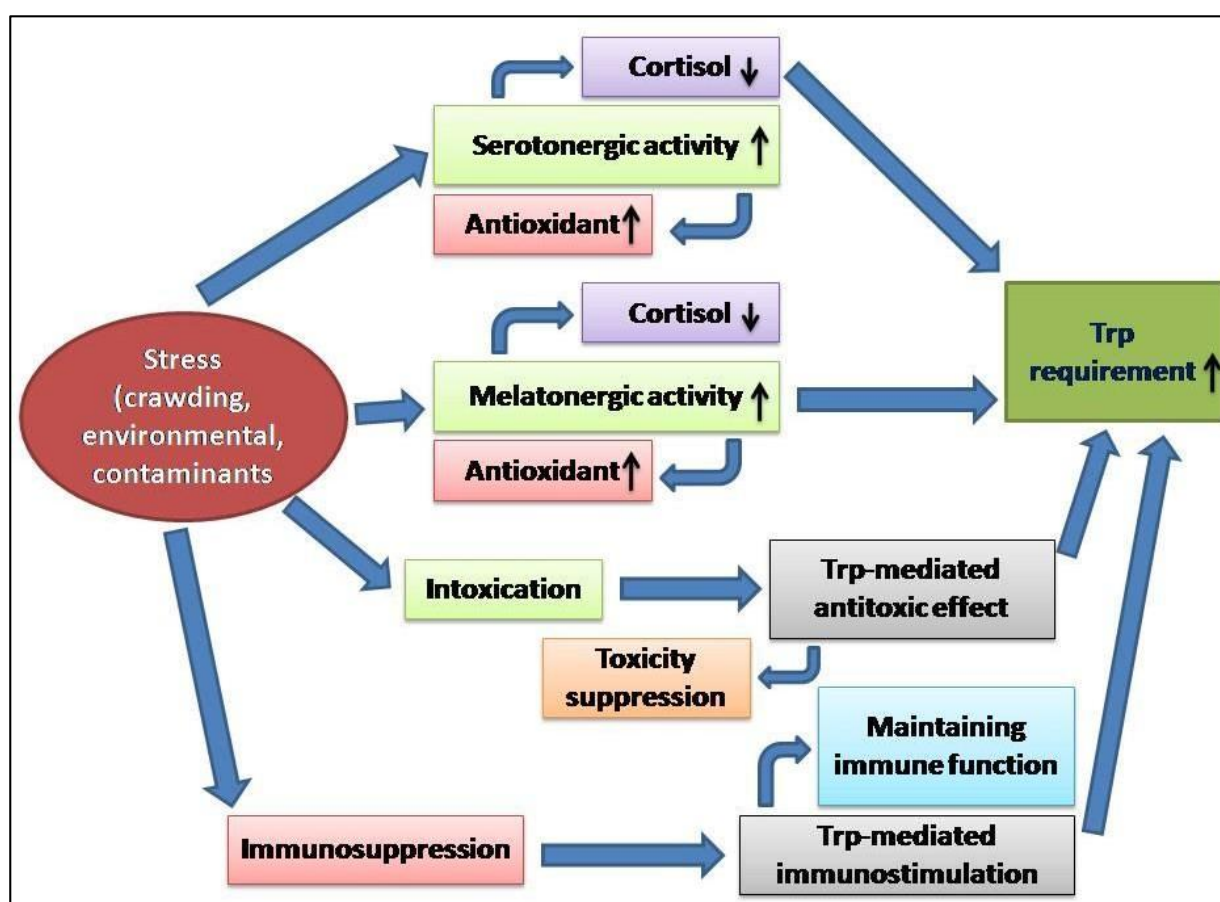 Cortisol ↓
Serotonergic activity ↑
Antioxidant ↑
Cortisol ↓
Stress
(crawding,
environmental,
contaminants
Melatonergic activity ↑
Antioxidant ↑
Trp
requirement ↑
Intoxication
Trp-mediated
antitoxic effect
Toxicity
suppression
Maintaining
immune function
Immunosuppression
Trp-mediated
immunostimulation